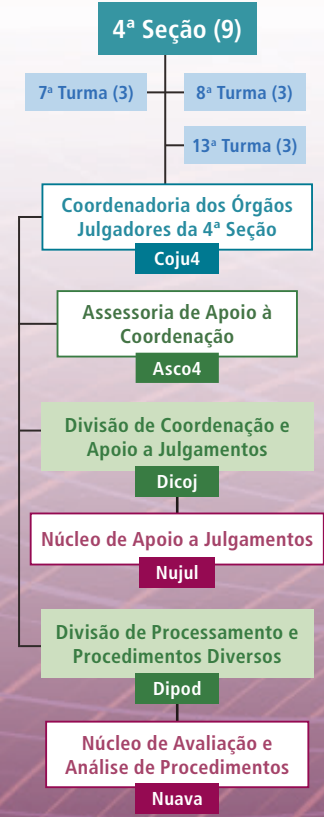 4ª Seção (9)
7ª Turma (3)
8ª Turma (3)
13ª Turma (3)
Coordenadoria dos Órgãos
Julgadores da 4ª Seção
Coju4
Assessoria de Apoio à
Coordenação
Asco4
Divisão de Coordenação e
Apoio a Julgamentos
Dicoj
Núcleo de Apoio a Julgamentos
Nujul
Divisão de Processamento e
Procedimentos Diversos
Dipod
Núcleo de Avaliação e
Análise de Procedimentos
Nuava